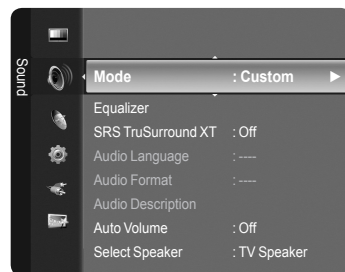 Sound
Mode : Custom ►
Equalizer
SRS TruSurround XT : Off
Audio Language : ----
Audio Format : ----
Audio Description
Auto Volume : Off
Select Speaker : TV Speaker